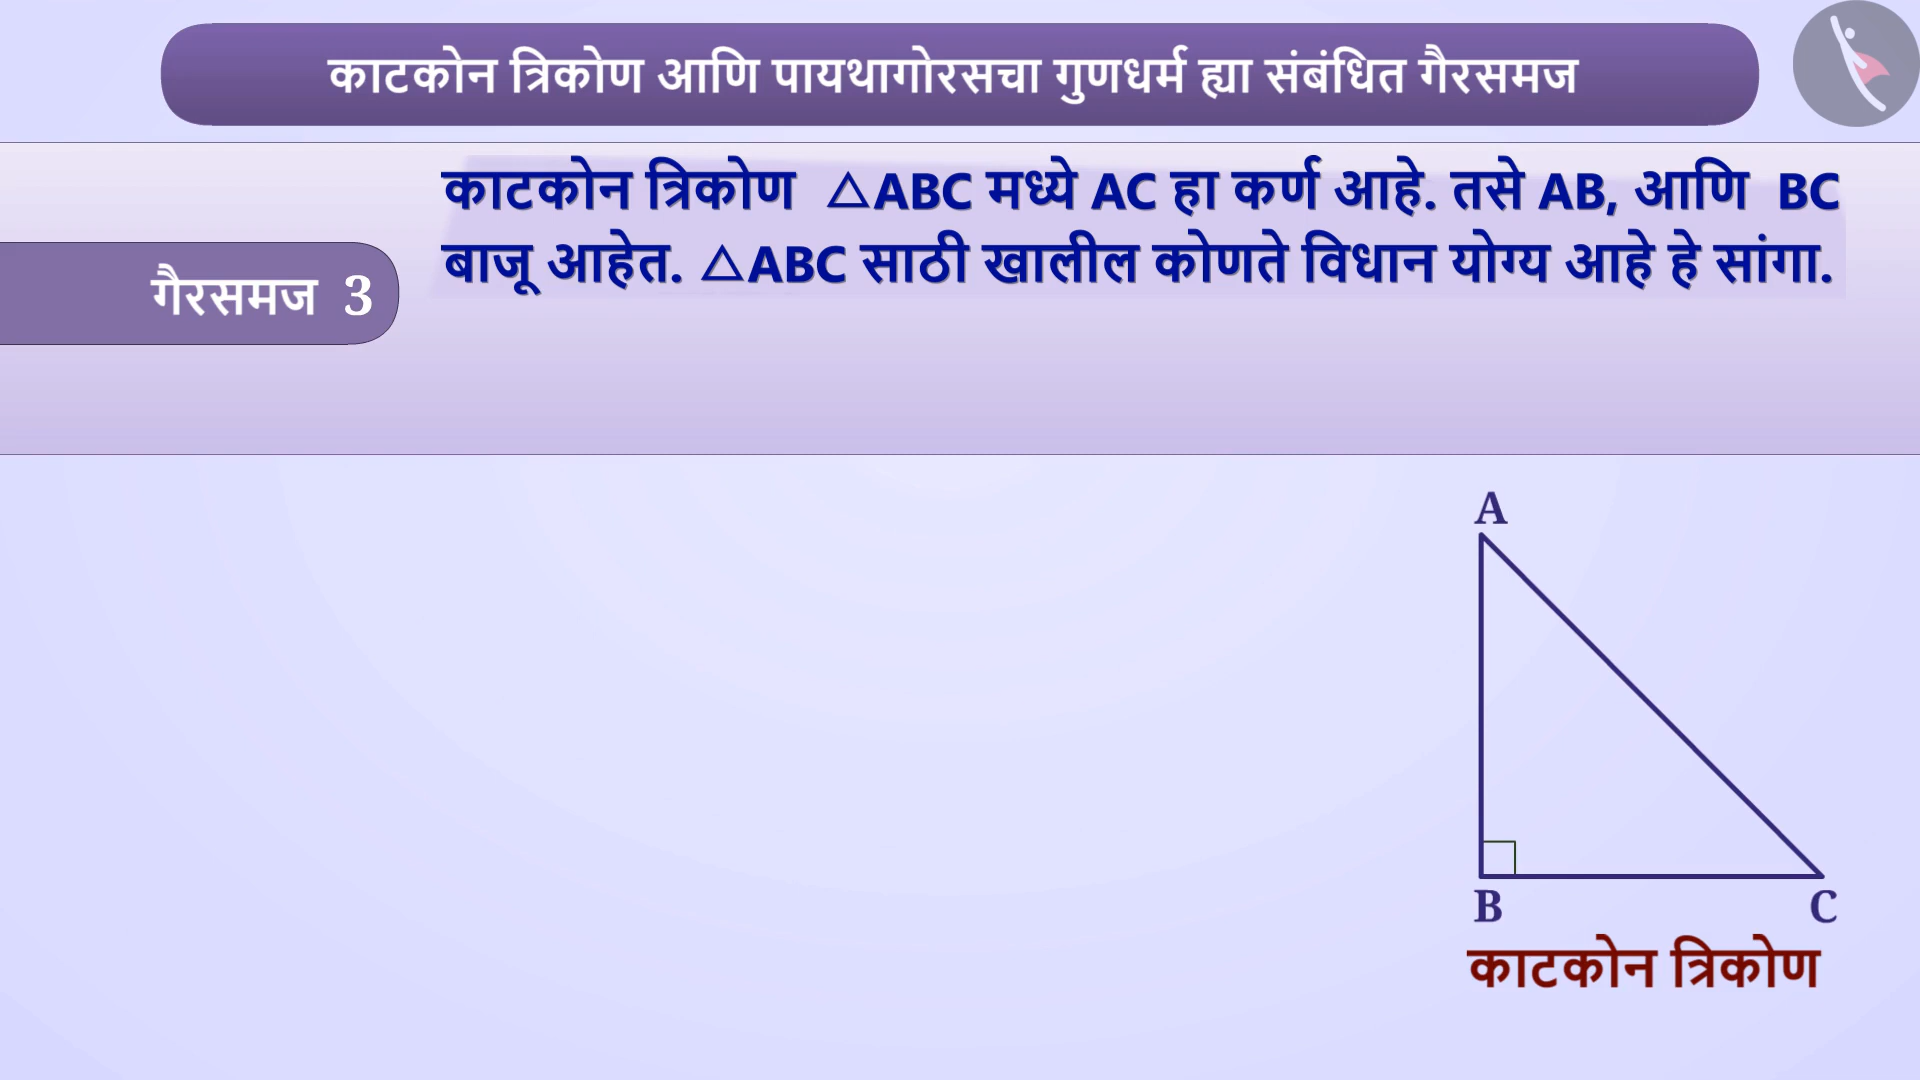 काटकोन त्रिकोण आणि पायथागोरसचा गुणधर्म ह्या संबंधित गैरसमज
काटकोन त्रिकोण △ABC मध्ये AC हा कर्ण आहे. तसे AB, आणि BC
बाजू आहेत. △ABC साठी खालील कोणते विधान योग्य आहे हे सांगा.
गैरसमज 3
A
B
C
काटकोन त्रिकोण